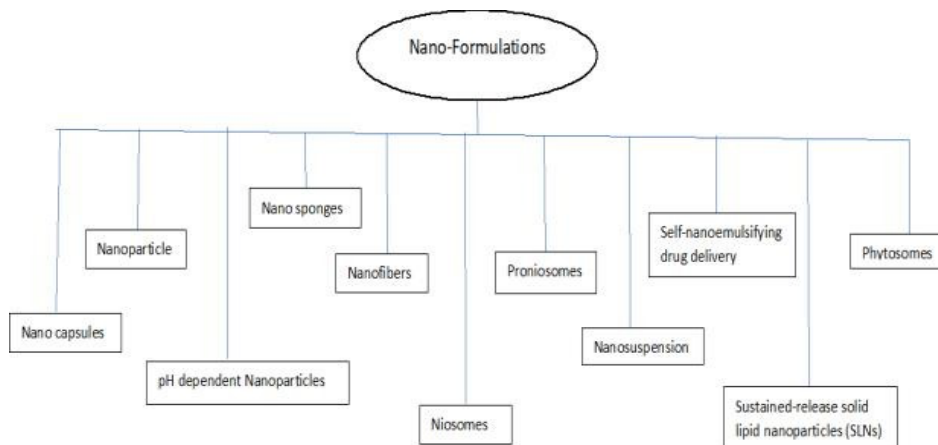 Nano-Formulations
Nano sponges
Nanoparticle
Self-nanoemulsifying
drug delivery
Phytosomes
Nanofibers
Proniosomes
Nano capsules
Nanosuspension
pH dependent Nanoparticles
Niosomes
Sustained-release solid
lipid nanoparticles (SLNs)